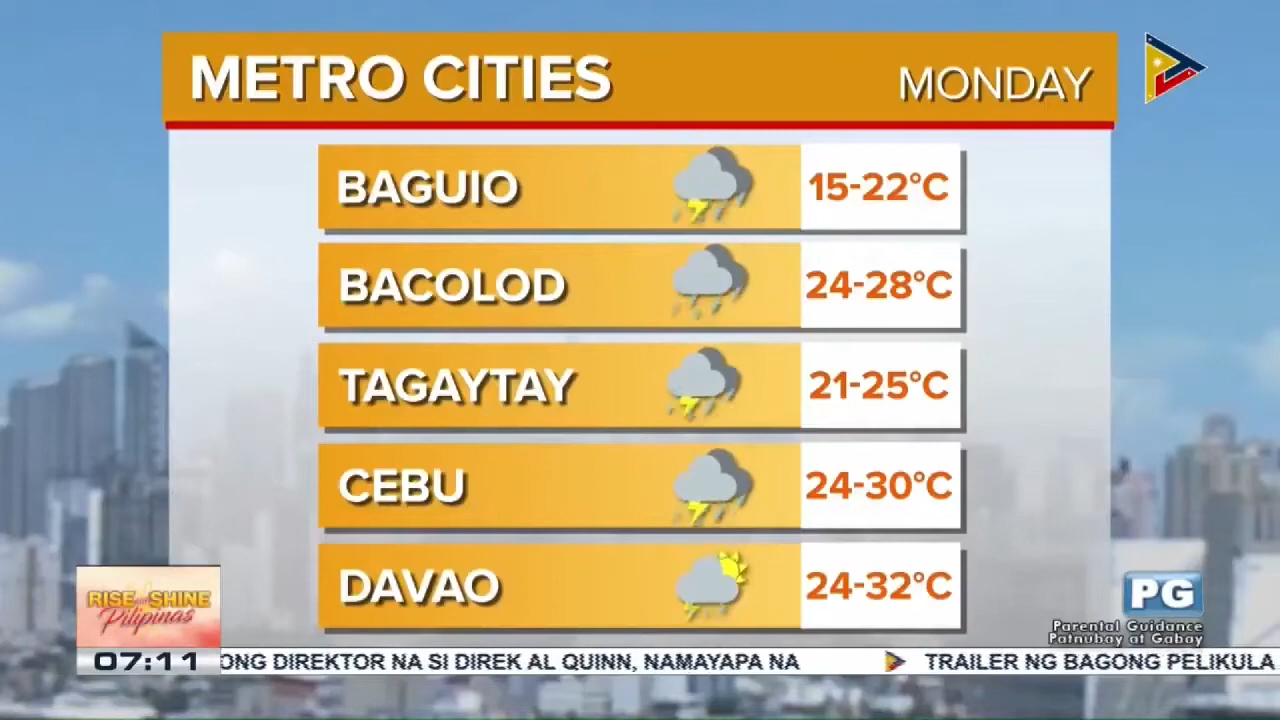 METRO CITIES
MONDAY
BAGUIO 15-22°C
BACOLOD 24-28°C
TAGAYTAY 21-25°C
CEBU 24-30°C
DAVAO 24-32°C
RISE and SHINE
Pilipinas
PG
Parental Guidance
Patnubay at Gabay
07:11
ONG DIREKTOR NA SI DIREK AL QUINN, NAMAYAPA NA TRAILER NG BAGONG PELIKULA